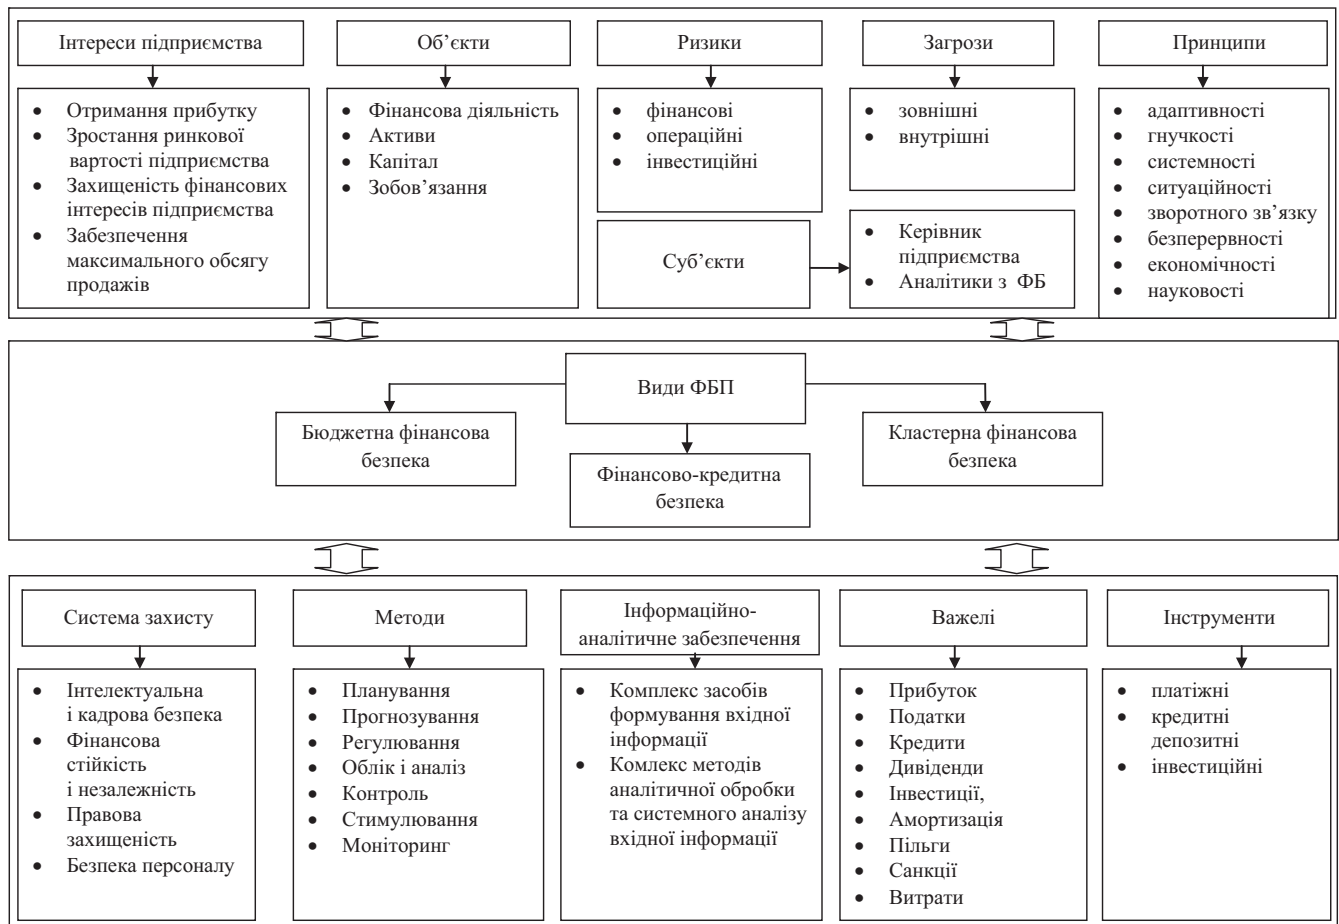 Інтереси підприємства
Об’єкти
Ризики
Загрози
Принципи
• Отримання прибутку
• Зростання ринкової
вартості підприємства
• Захищеність фінансових
інтересів підприємства
• Забезпечення
максимального обсягу
продажів
• Фінансова діяльність
• Активи
• Капітал
• Зобов’язання
• фінансові
• операційні
• інвестиційні
• зовнішні
• внутрішні
Суб’єкти
• Керівник
підприємства
• Аналітики з ФБ
• адаптивності
• гнучкості
• системності
• ситуаційності
• зворотного зв’язку
• безперервності
• економічності
• науковості
Види ФБП
Бюджетна фінансова
безпека
Фінансово-кредитна
безпека
Кластерна фінансова
безпека
Система захисту
Методи
Інформаційно-
аналітичне забезпечення
Важелі
Інструменти
• Інтелектуальна
і кадрова безпека
• Фінансова
стійкість
і незалежність
• Правова
захищеність
• Безпека персоналу
• Планування
• Прогнозування
• Регулювання
• Облік і аналіз
• Контроль
• Стимулювання
• Моніторинг
• Комплекс засобів
формування вхідної
інформації
• Комлекс методів
аналітичної обробки
та системного аналізу
вхідної інформації
• Прибуток
• Податки
• Кредити
• Дивіденди
• Інвестиції,
• Амортизація
• Пільги
• Санкції
• Витрати
• платіжні
• кредитні
депозитні
• інвестиційні